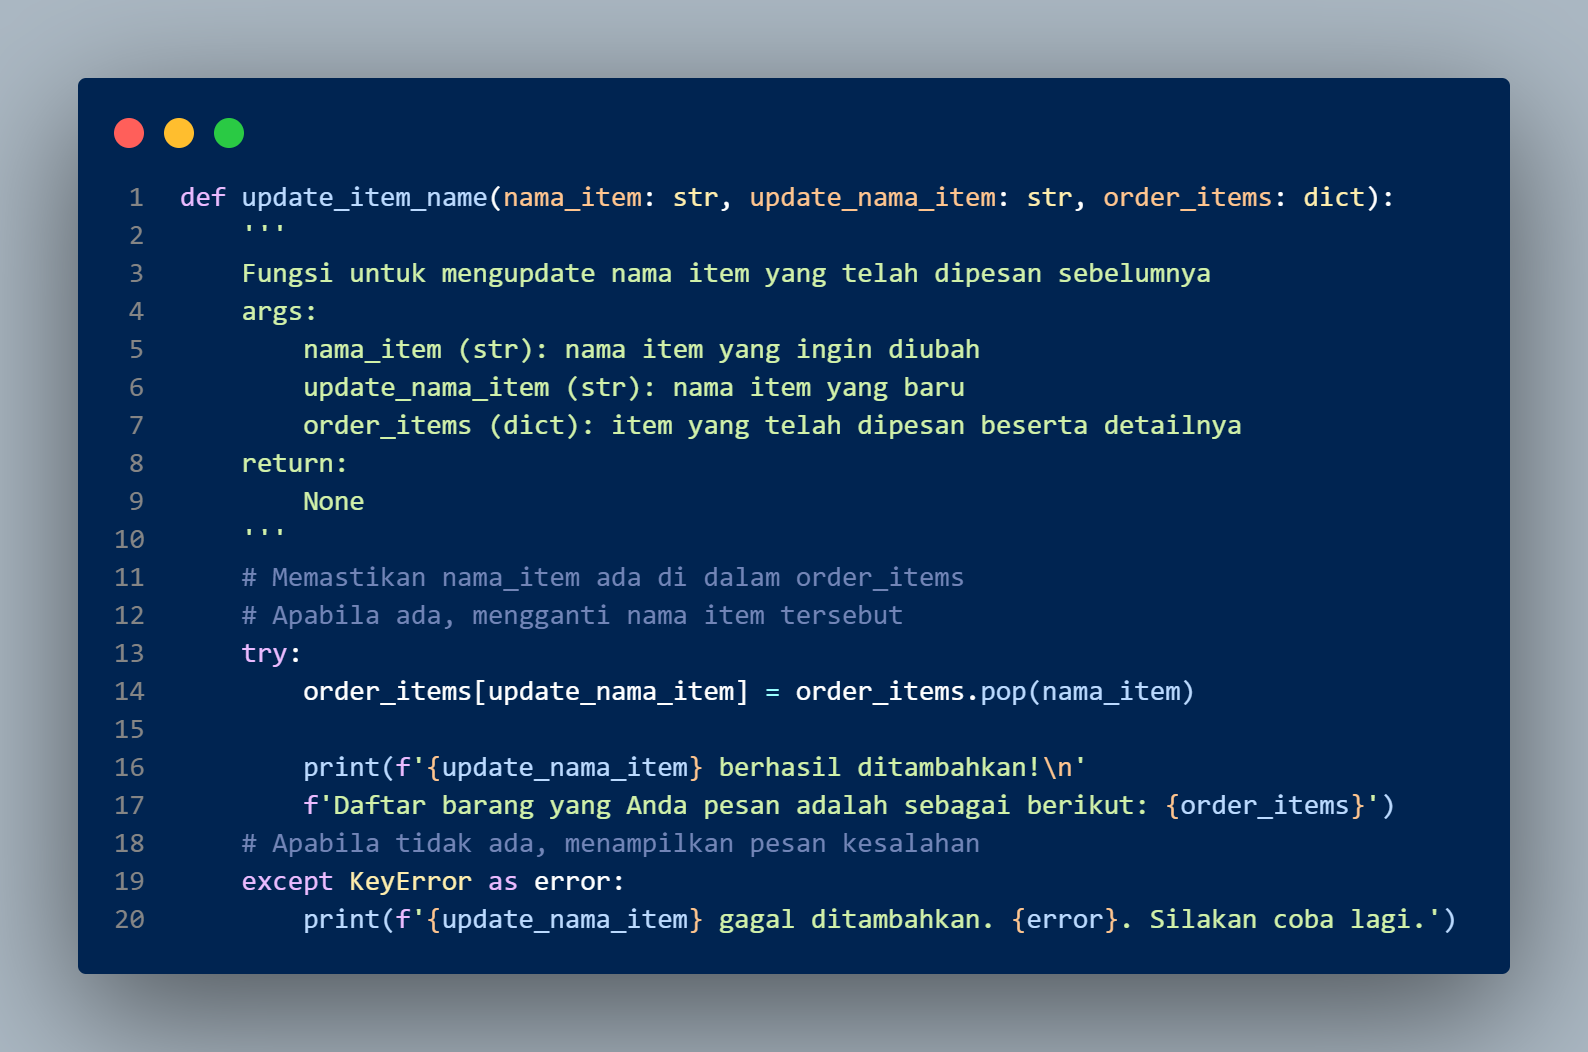 1 def update_item_name(nama_item: str, update_nama_item: str, order_items: dict):
2     '''
3     Fungsi untuk mengupdate nama item yang telah dipesan sebelumnya
4     args:
5         nama_item (str): nama item yang ingin diubah
6         update_nama_item (str): nama item yang baru
7         order_items (dict): item yang telah dipesan beserta detailnya
8     return:
9         None
10     '''
11     # Memastikan nama_item ada di dalam order_items
12     # Apabila ada, mengganti nama item tersebut
13     try:
14         order_items[update_nama_item] = order_items.pop(nama_item)
15
16         print(f'{update_nama_item} berhasil ditambahkan!\n'
17         f'Daftar barang yang Anda pesan adalah sebagai berikut: {order_items}')
18     # Apabila tidak ada, menampilkan pesan kesalahan
19     except KeyError as error:
20         print(f'{update_nama_item} gagal ditambahkan. {error}. Silakan coba lagi.')